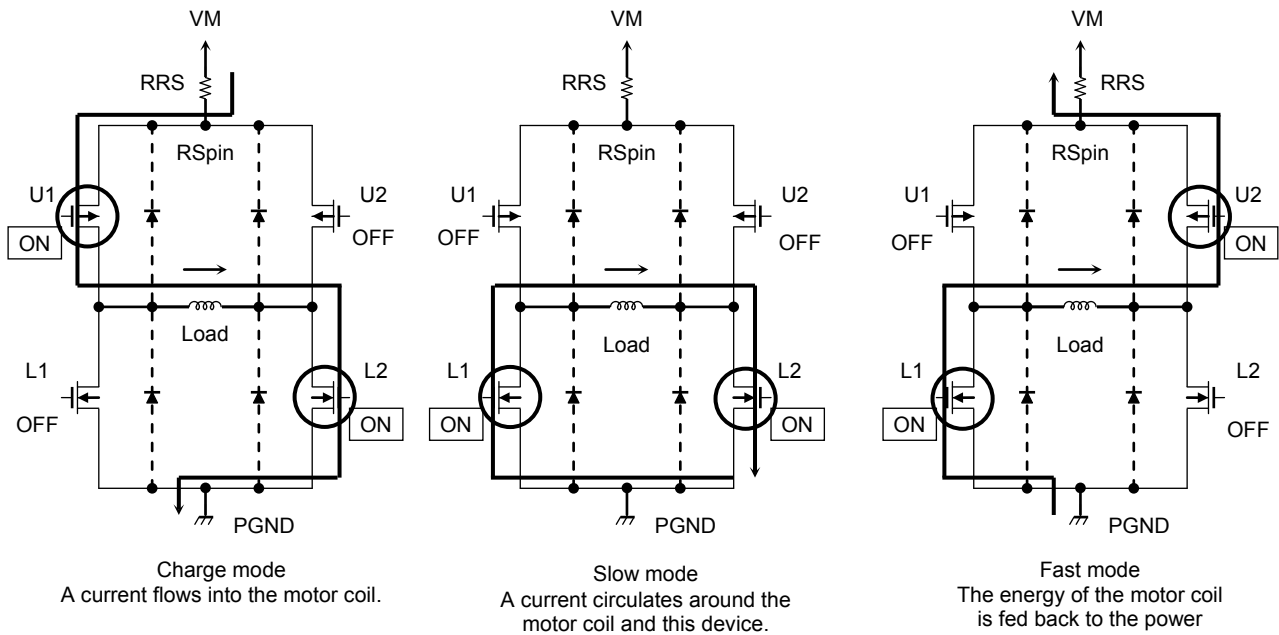 VM
RRS
RSpin
U1
ON
U2
OFF
Load
L1
OFF
L2
ON
PGND
Charge mode
A current flows into the motor coil.
VM
RRS
RSpin
U1
OFF
U2
OFF
Load
L1
ON
L2
ON
PGND
Slow mode
A current circulates around the
motor coil and this device.
VM
RRS
RSpin
U1
OFF
U2
ON
Load
L1
ON
L2
OFF
PGND
Fast mode
The energy of the motor coil
is fed back to the power